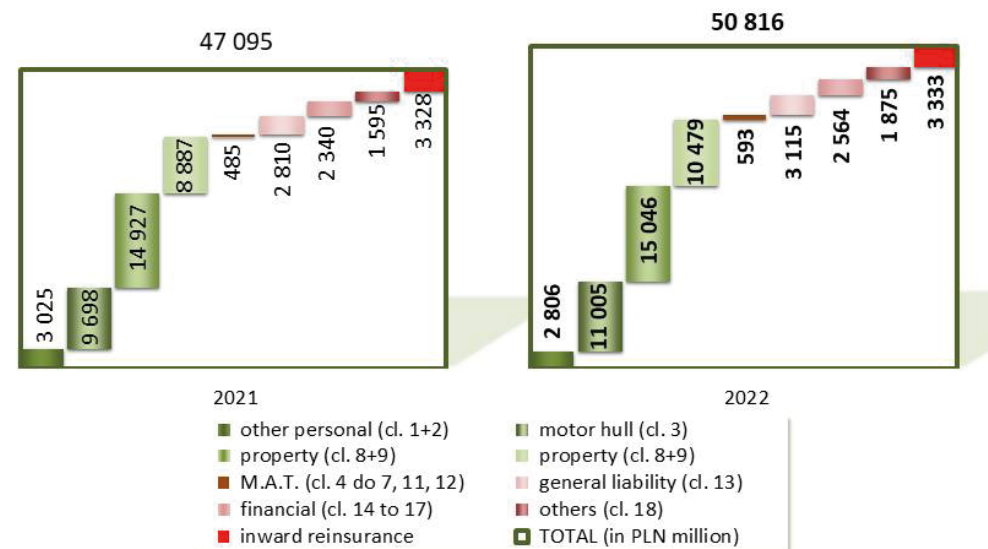 47 095
3 025
9 698
14 927
8 887
485
2 810
2 340
1 595
3 328
2021
50 816
2 806
11 005
15 046
10 479
593
3 115
2 564
1 875
3 333
2022
other personal (cl. 1+2)
motor hull (cl. 3)
property (cl. 8+9)
property (cl. 8+9)
M.A.T. (cl. 4 do 7, 11, 12)
general liability (cl. 13)
financial (cl. 14 to 17)
others (cl. 18)
inward reinsurance
TOTAL (in PLN million)